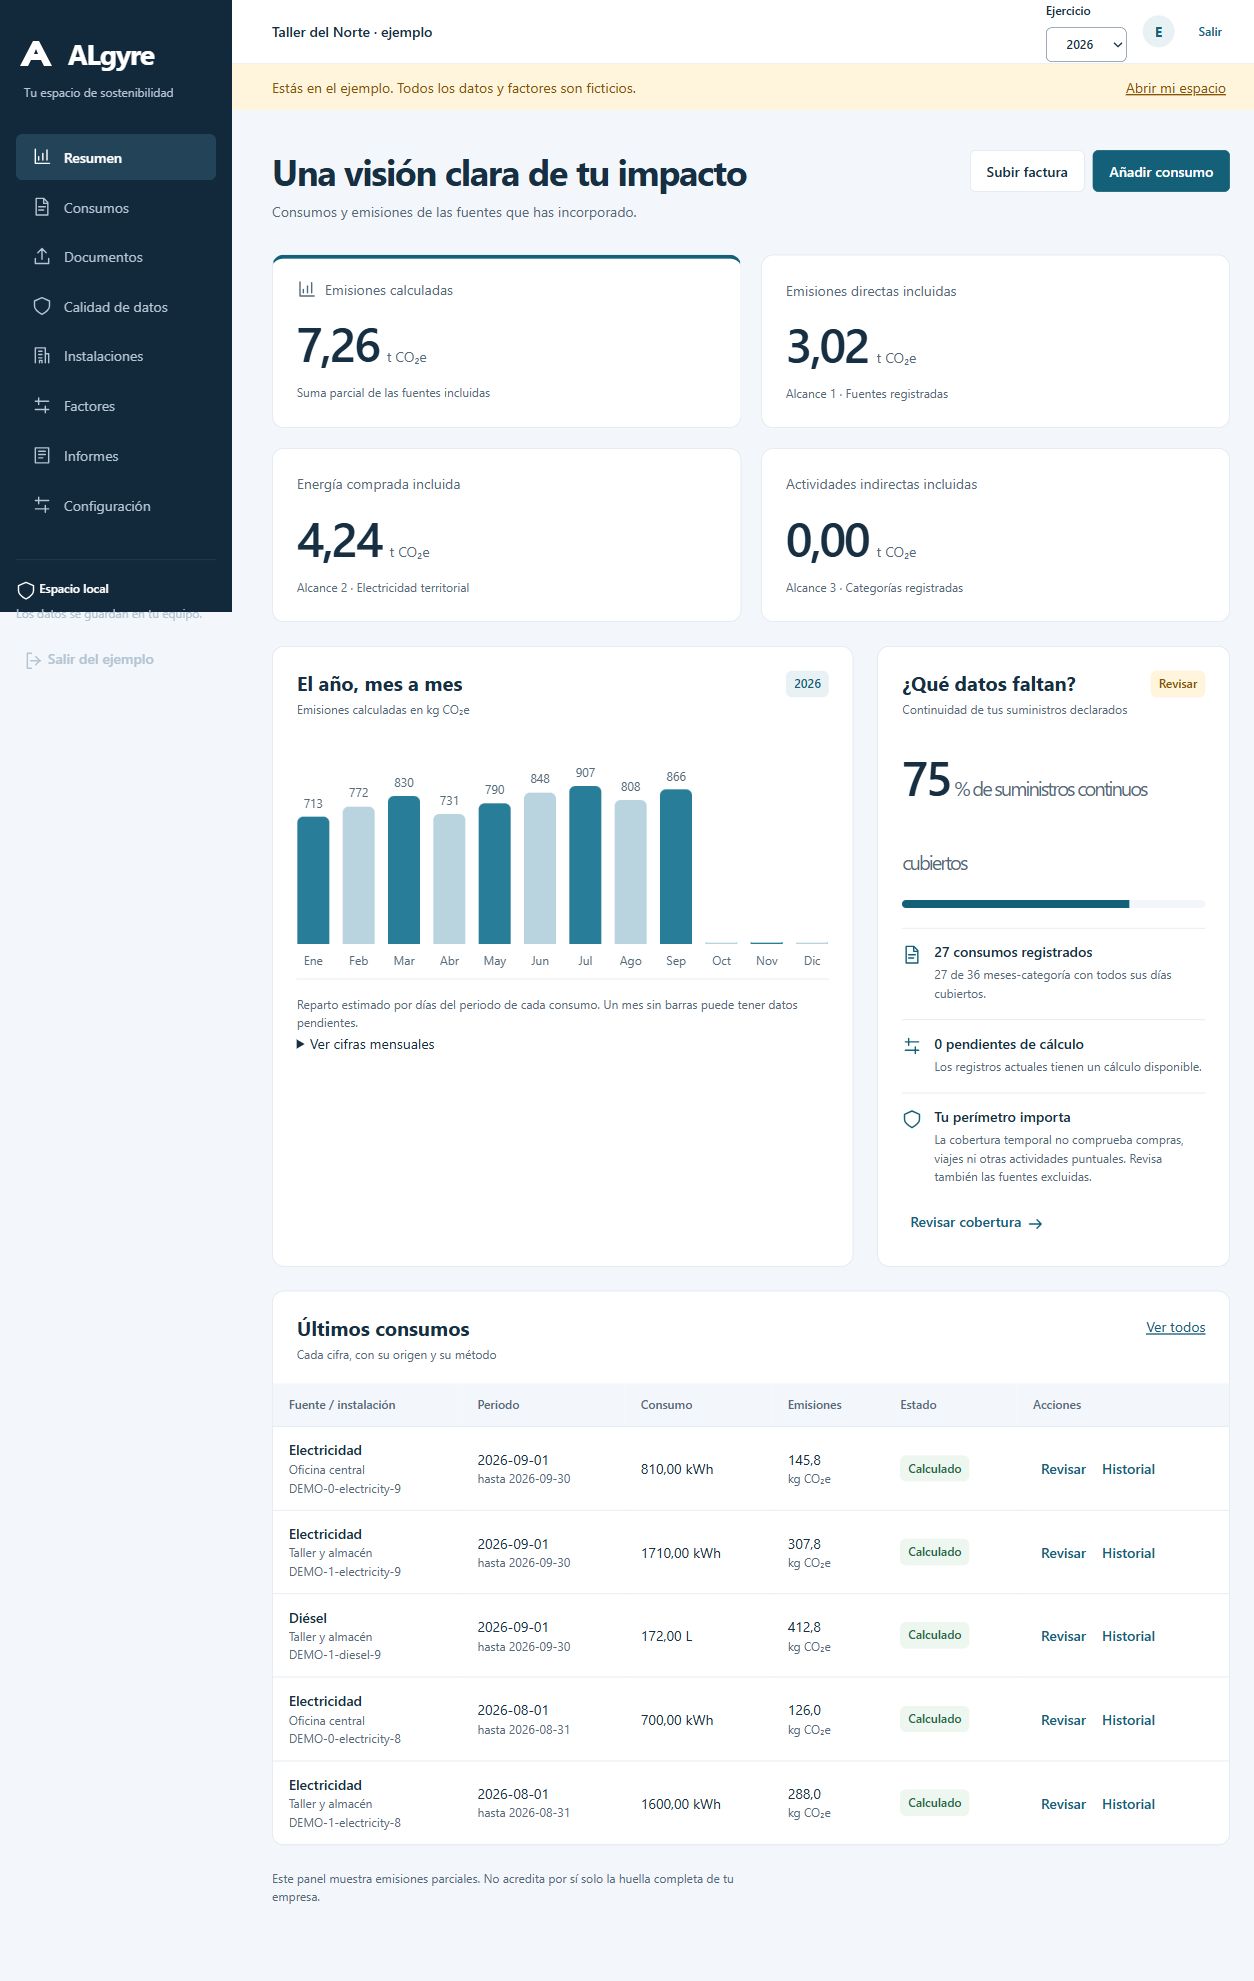 ALgyre
Tu espacio de sostenibilidad
Resumen
Consumos
Documentos
Calidad de datos
Instalaciones
Factores
Informes
Configuración
Espacio local
Los datos se guardan en tu equipo.
Salir del ejemplo
Taller del Norte · ejemplo
Ejercicio
2026
E
Salir
Estás en el ejemplo. Todos los datos y factores son ficticios.
Abrir mi espacio
Una visión clara de tu impacto
Consumos y emisiones de las fuentes que has incorporado.
Subir factura
Añadir consumo
Emisiones calculadas
7,26 t CO₂e
Suma parcial de las fuentes incluidas
Emisiones directas incluidas
3,02 t CO₂e
Alcance 1 · Fuentes registradas
Energía comprada incluida
4,24 t CO₂e
Alcance 2 · Electricidad territorial
Actividades indirectas incluidas
0,00 t CO₂e
Alcance 3 · Categorías registradas
El año, mes a mes
2026
Emisiones calculadas en kg CO₂e
713 772 830 731 790 848 907 808 866
Ene Feb Mar Abr May Jun Jul Ago Sep Oct Nov Dic
Reparto estimado por días del periodo de cada consumo. Un mes sin barras puede tener datos
pendientes.
Ver cifras mensuales
¿Qué datos faltan?
Revisar
Continuidad de tus suministros declarados
75 % de suministros continuos
cubiertos
27 consumos registrados
27 de 36 meses-categoría con todos sus días
cubiertos.
0 pendientes de cálculo
Los registros actuales tienen un cálculo disponible.
Tu perímetro importa
La cobertura temporal no comprueba compras,
viajes ni otras actividades puntuales. Revisa
también las fuentes excluidas.
Revisar cobertura →
Últimos consumos
Ver todos
Cada cifra, con su origen y su método
Fuente / instalación Periodo Consumo Emisiones Estado Acciones
Electricidad
Oficina central
DEMO-0-electricity-9
2026-09-01
hasta 2026-09-30
810,00 kWh
145,8
kg CO₂e
Calculado
Revisar Historial
Electricidad
Taller y almacén
DEMO-1-electricity-9
2026-09-01
hasta 2026-09-30
1710,00 kWh
307,8
kg CO₂e
Calculado
Revisar Historial
Diésel
Taller y almacén
DEMO-1-diesel-9
2026-09-01
hasta 2026-09-30
172,00 L
412,8
kg CO₂e
Calculado
Revisar Historial
Electricidad
Oficina central
DEMO-0-electricity-8
2026-08-01
hasta 2026-08-31
700,00 kWh
126,0
kg CO₂e
Calculado
Revisar Historial
Electricidad
Taller y almacén
DEMO-1-electricity-8
2026-08-01
hasta 2026-08-31
1600,00 kWh
288,0
kg CO₂e
Calculado
Revisar Historial
Este panel muestra emisiones parciales. No acredita por sí solo la huella completa de tu
empresa.